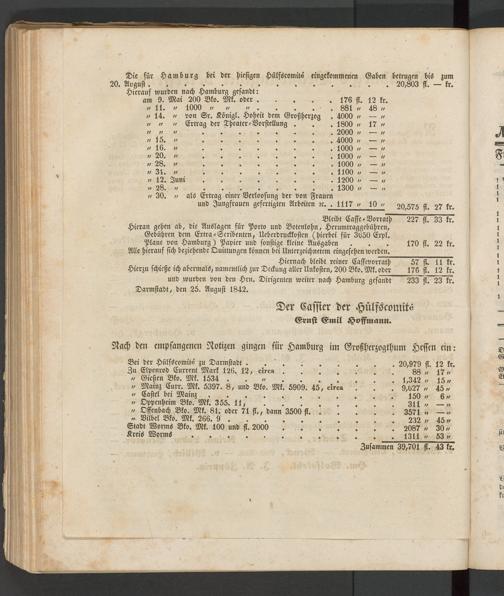 Die für Hamburg bei der hiesigen Hülfscomité eingekommenen Gaben betrugen bis zum
20. August . . . . . . . . . . . . 20,803 fl. — kr.
Hierauf wurden nach Hamburg gesandt:
am 9. Mai 200 Bko. Mk. oder . . . . . 176 fl. 12 kr.
„ 11. „ 1000 „ „ „ . . . . . 881 „ 48 „
„ 14. „ von Sr. Königl. Hoheit dem Großherzog . 4000 „ — „
„ „ „ Ertrag der Theater-Vorstellung . . . 1800 „ 17 „
„ „ „ . . . . . . . 2000 „ — „
„ 15. „ . . . . . . . 4000 „ — „
„ 16. „ . . . . . . . 1000 „ — „
„ 20. „ . . . . . . . 1000 „ — „
„ 28. „ . . . . . . . 1000 „ — „
„ 31. „ . . . . . . . 1100 „ — „
„ 12. Juni . . . . . . . 1200 „ — „
„ 28. „ . . . . . . . 1300 „ — „
„ 30. „ als Ertrag einer Verloosung der von Frauen
und Jungfrauen gefertigten Arbeiten ꝛc. . 1117 „ 10 „
20,575 fl. 27 kr.
Bleibt Casse-Vorrath 227 fl. 33 kr.
Hieran gehen ab, die Auslagen für Porto und Botenlohn, Herumtraggebühren,
Gebühren dem Extra-Scribenten, Ueberdruckkosten (hierbei für 3650 Expl.
Plane von Hamburg) Papier und sonstige kleine Ausgaben . . . . 170 fl. 22 kr.
Alle hierauf sich beziehende Quittungen können bei Unterzeichnetem eingesehen werden.
Hiernach bleibt reiner Cassevorrath 57 fl. 11 kr.
Hierzu schieße ich abermals, namentlich zur Deckung aller Unkosten, 200 Bko. Mk. oder 176 fl. 12 kr.
und wurden von den Hrn. Dirigenten weiter nach Hamburg gesandt 233 fl. 23 kr.
Darmstadt, den 25. August 1842.
Der Cassier der Hülfscomité
Ernst Emil Hoffmann.
Nach den empfangenen Notizen gingen für Hamburg im Großherzogthum Hessen ein:
Bei der Hülfscomité zu Darmstadt . . . . . . . 20,979 fl. 12 kr.
Zu Current Mark 126. 12, circa . . . . . . 88 „ 17 „
„ Gießen Bko. Mk. 1534 . . . . . . . 1,342 „ 15 „
„ Mainz Curr. Mk. 5397. 8, und Bko. Mk. 5909. 45, circa . . . . 9,627 „ 45 „
„ Castel bei Mainz . . . . . . . 150 „ 6 „
„ Oppenheim Bko. Mk. 355. 11, . . . . . . 311 „ — „
„ Offenbach Bko. Mk. 81, oder 71 fl., dann 3500 fl. . . . . . 3571 „ — „
„ Vilbel Bko. Mk. 266. 9 . . . . . . . 232 „ 45 „
Stadt Worms Bko. Mk. 100 und fl. 2000 . . . . . . 2087 „ 30 „
Kreis Worms . . . . . . . . 1311 „ 53 „
Zusammen 39,701 fl. 43 kr.